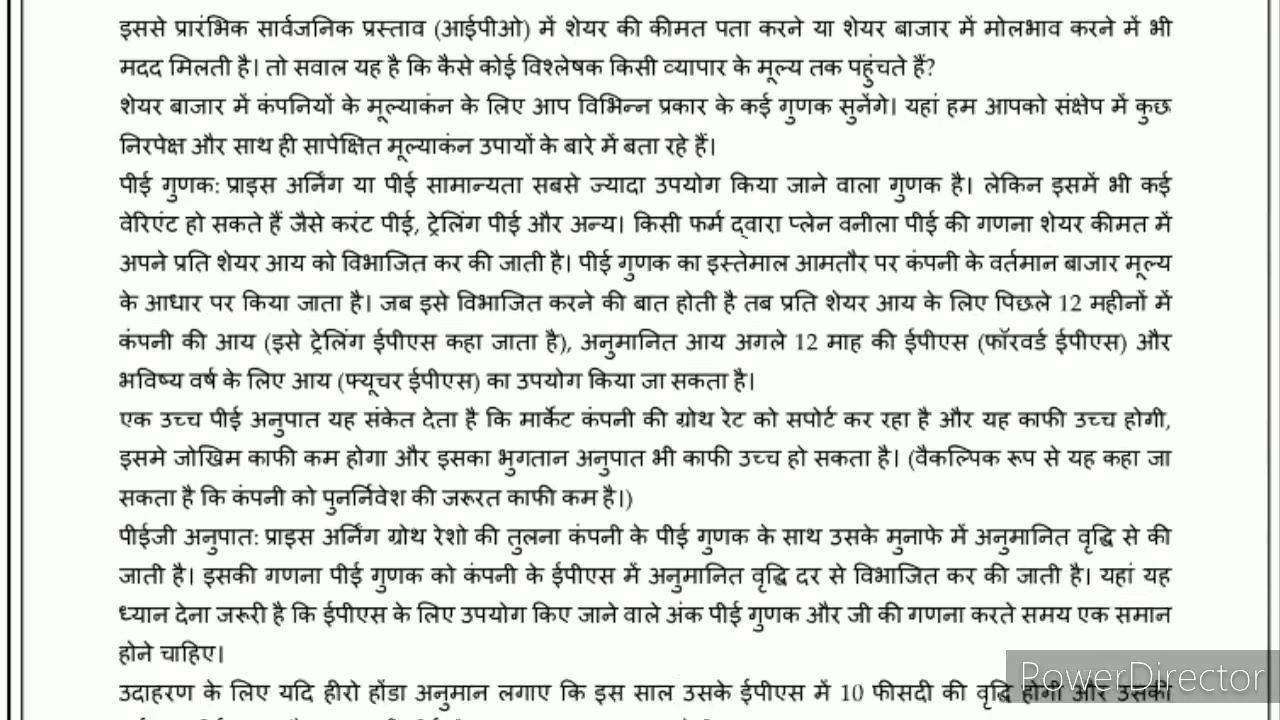 इससे प्रारंभिक सार्वजनिक प्रस्ताव (आईपीओ) में शेयर की कीमत पता करने या शेयर बाजार में मोलभाव करने में भी
मदद मिलती है। तो सवाल यह है कि कैसे कोई विश्लेषक किसी व्यापार के मूल्य तक पहुंचते हैं?
शेयर बाजार में कंपनियों के मूल्याकंन के लिए आप विभिन्न प्रकार के कई गुणक सुनेंगे। यहां हम आपको संक्षेप में कुछ
निरपेक्ष और साथ ही सापेक्षित मूल्याकंन उपायों के बारे में बता रहे हैं।
पीई गुणक: प्राइस अर्निंग या पीई सामान्यता सबसे ज्यादा उपयोग किया जाने वाला गुणक है। लेकिन इसमें भी कई
वेरिएंट हो सकते हैं जैसे करंट पीई, ट्रेलिंग पीई और अन्य। किसी फर्म द्वारा प्लेन वनीला पीई की गणना शेयर कीमत में
अपने प्रति शेयर आय को विभाजित कर की जाती है। पीई गुणक का इस्तेमाल आमतौर पर कंपनी के वर्तमान बाजार मूल्य
के आधार पर किया जाता है। जब इसे विभाजित करने की बात होती है तब प्रति शेयर आय के लिए पिछले 12 महीनों में
कंपनी की आय (इसे ट्रेलिंग ईपीएस कहा जाता है), अनुमानित आय अगले 12 माह की ईपीएस (फॉरवर्ड ईपीएस) और
भविष्य वर्ष के लिए आय (फ्यूचर ईपीएस) का उपयोग किया जा सकता है।
एक उच्च पीई अनुपात यह संकेत देता है कि मार्केट कंपनी की ग्रोथ रेट को सपोर्ट कर रहा है और यह काफी उच्च होगी,
इसमे जोखिम काफी कम होगा और इसका भुगतान अनुपात भी काफी उच्च हो सकता है। (वैकल्पिक रूप से यह कहा जा
सकता है कि कंपनी को पुनर्निवेश की जरूरत काफी कम है।)
पीईजी अनुपात: प्राइस अर्निंग ग्रोथ रेशो की तुलना कंपनी के पीई गुणक के साथ उसके मुनाफे में अनुमानित वृद्धि से की
जाती है। इसकी गणना पीई गुणक को कंपनी के ईपीएस में अनुमानित वृद्धि दर से विभाजित कर की जाती है। यहां यह
ध्यान देना जरूरी है कि ईपीएस के लिए उपयोग किए जाने वाले अंक पीई गुणक और जी की गणना करते समय एक समान
होने चाहिए।
उदाहरण के लिए यदि हीरो होंडा अनुमान लगाए कि इस साल उसके ईपीएस में 10 फीसदी की वृद्धि होगी और उसकी
PowerDirector